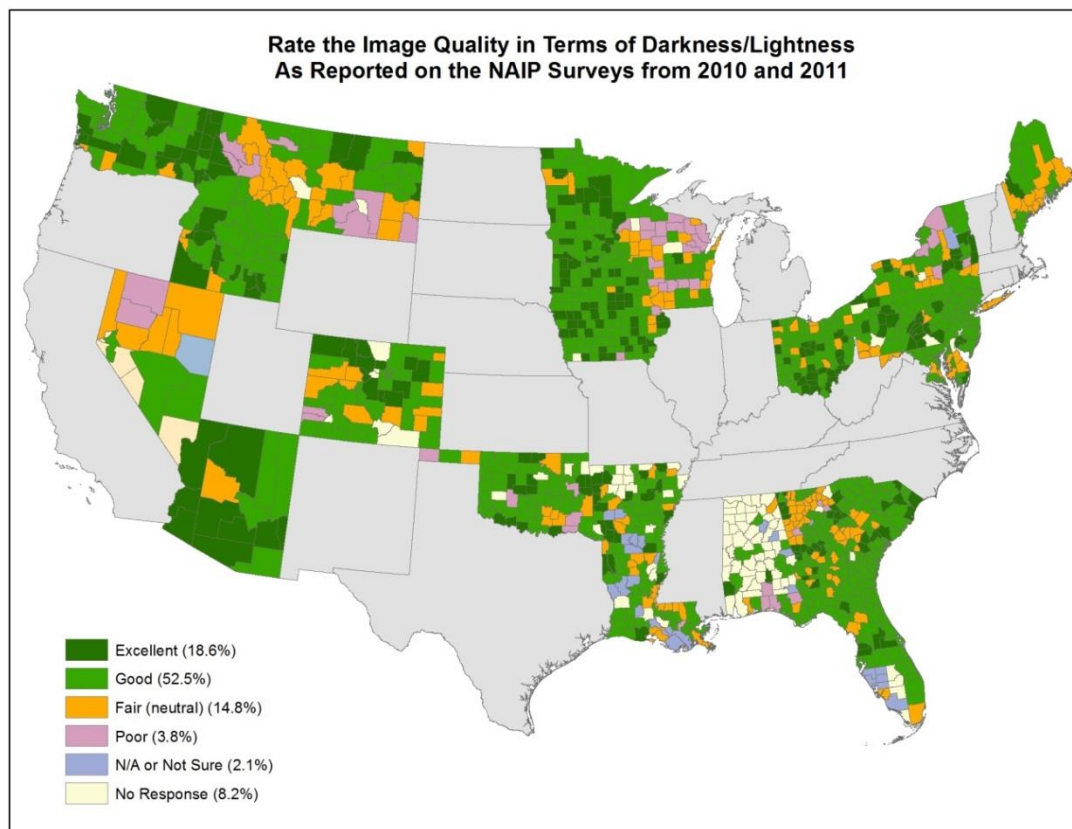 Rate the Image Quality in Terms of Darkness/Lightness
As Reported on the NAIP Surveys from 2010 and 2011
Excellent (18.6%)
Good (52.5%)
Fair (neutral) (14.8%)
Poor (3.8%)
N/A or Not Sure (2.1%)
No Response (8.2%)